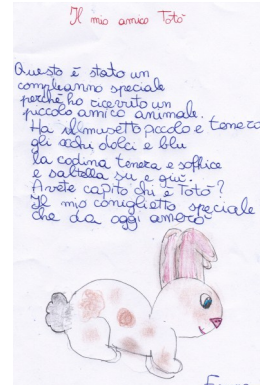 Il mio amico Totò
Questo è stato un
compleanno speciale
perché ho ricevuto un
piccolo amico animale.
Ha il musetto piccolo e tenero
gli occhi dolci e blu
la codina tenera e soffice
e saltella su e giù.
Avete capito chi è Totò?
Il mio coniglietto speciale
che da oggi amerò